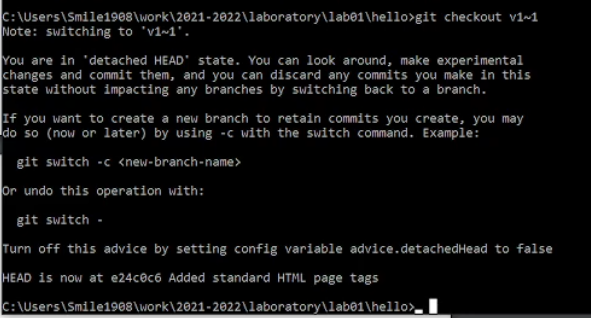 C:\Users\Smile1908\work\2021-2022\laboratory\lab01\hello>git checkout v1~1
Note: switching to 'v1~1'.
You are in 'detached HEAD' state. You can look around, make experimental
changes and commit them, and you can discard any commits you make in this
state without impacting any branches by switching back to a branch.
If you want to create a new branch to retain commits you create, you may
do so (now or later) by using -c with the switch command. Example:
git switch -c <new-branch-name>
Or undo this operation with:
git switch -
Turn off this advice by setting config variable advice.detachedHead to false
HEAD is now at e24c0c6 Added standard HTML page tags
C:\Users\Smile1908\work\2021-2022\laboratory\lab01\hello>